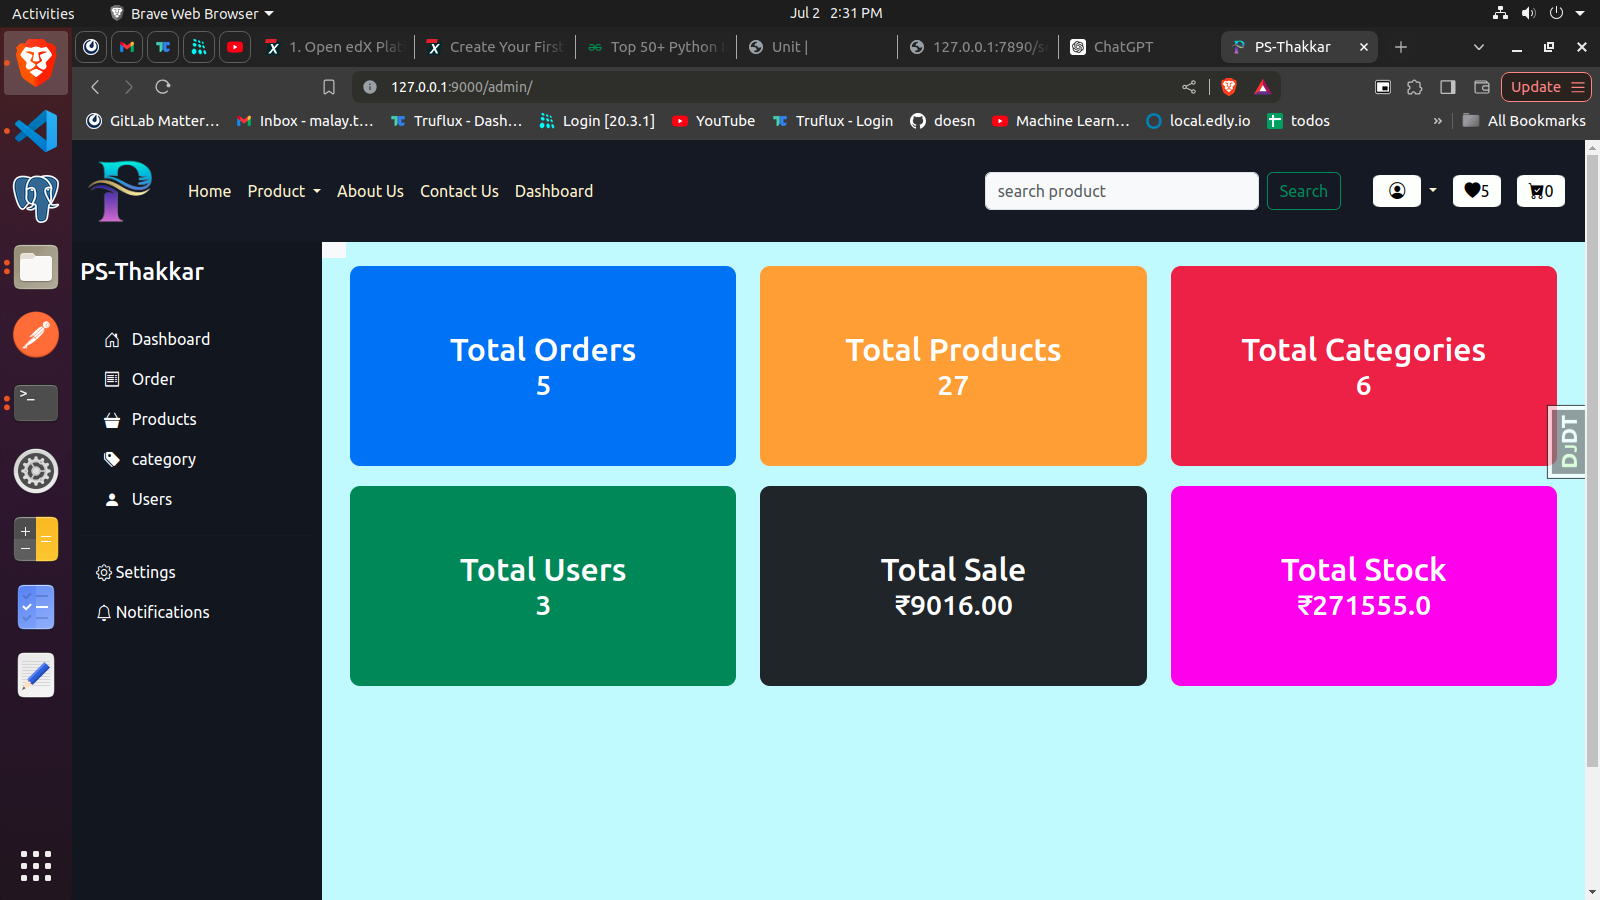 Activities
Brave Web Browser
Jul 2 2:31 PM
1. Open edX Pla
Create Your First
Top 50+ Python
Unit |
127.0.0.1:7890/s
ChatGPT
PS-Thakkar
127.0.0.1:9000/admin/
Update
GitLab Matter…
Inbox - malay.t…
Truflux - Dash…
Login [20.3.1]
YouTube
Truflux - Login
doesn
Machine Learn…
local.edly.io
todos
»
All Bookmarks
Home
Product
About Us
Contact Us
Dashboard
search product
Search
5
0
PS-Thakkar
Dashboard
Order
Products
category
Users
Settings
Notifications
Total Orders
5
Total Products
27
Total Categories
6
Total Users
3
Total Sale
₹9016.00
Total Stock
₹271555.0
DJDT